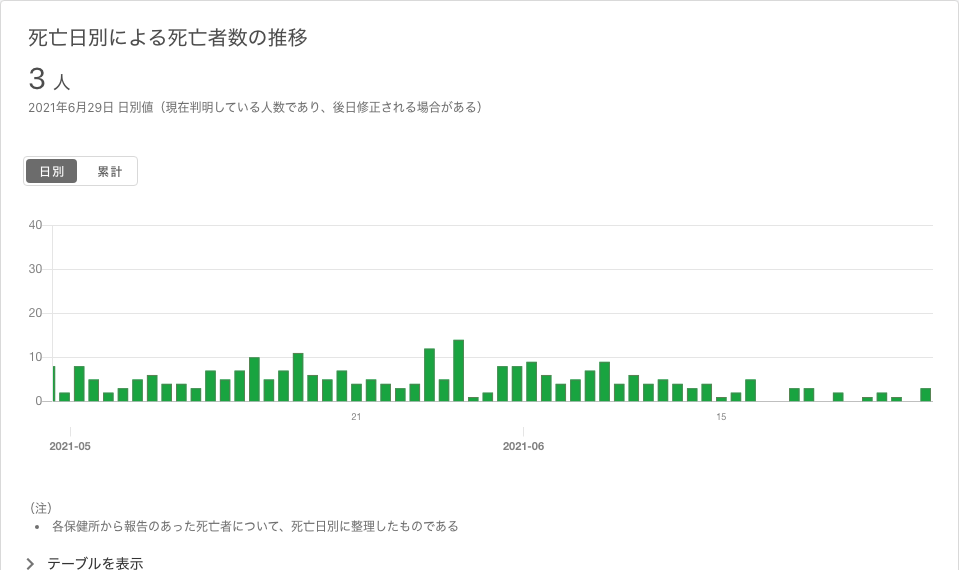 死亡日別による死亡者数の推移
3 人
2021年6月29日 日別値（現在判明している人数であり、後日修正される場合がある）
日別 累計
40
30
20
10
0
21 15
2021-05 2021-06
（注）
• 各保健所から報告のあった死亡者について、死亡日別に整理したものである
テーブルを表示